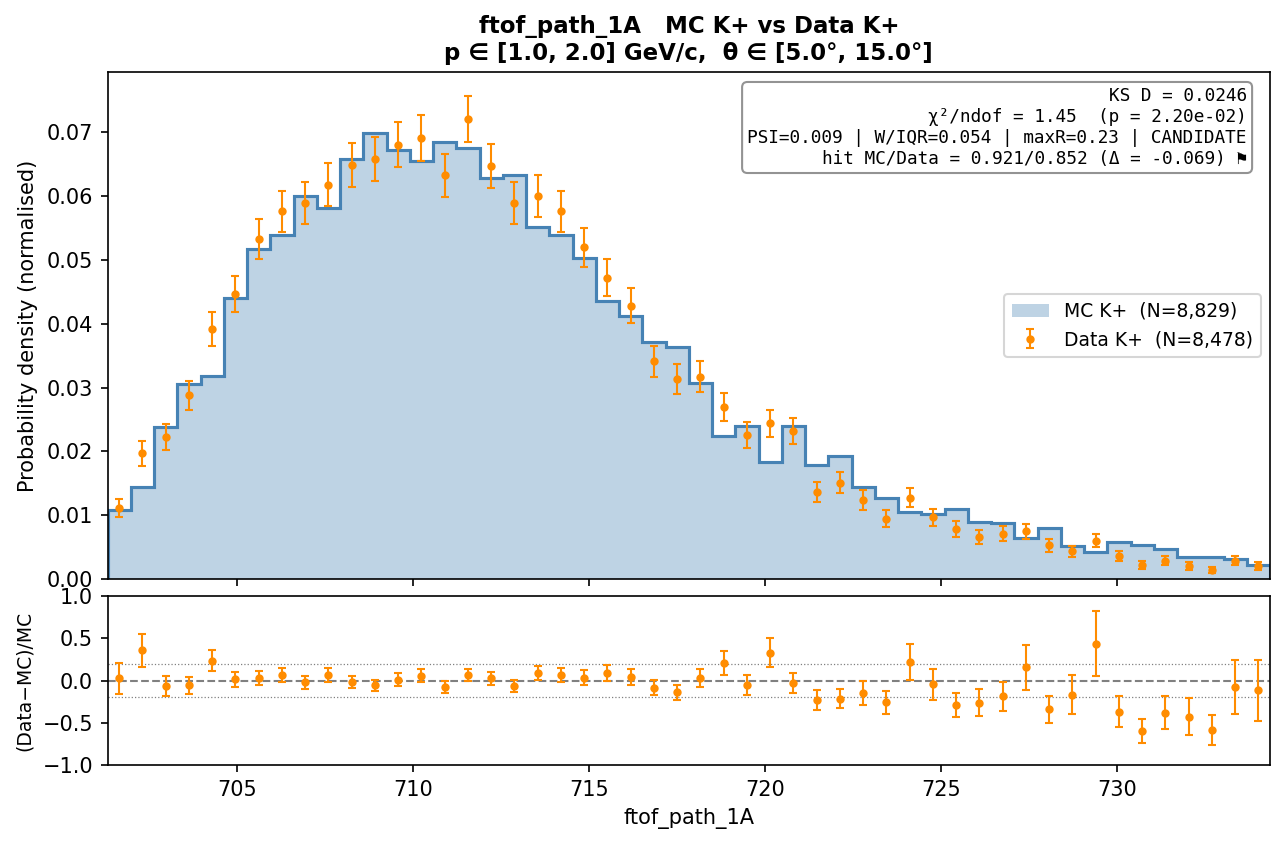 ftof_path_1A   MC K+ vs Data K+
p ∈ [1.0, 2.0] GeV/c,  θ ∈ [5.0°, 15.0°]
KS D = 0.0246
χ²/ndof = 1.45  (p = 2.20e-02)
PSI=0.009 | W/IQR=0.054 | maxR=0.23 | CANDIDATE
hit MC/Data = 0.921/0.852 (Δ = -0.069) ⚑
MC K+  (N=8,829)
Data K+  (N=8,478)
Probability density (normalised)
0.07
0.06
0.05
0.04
0.03
0.02
0.01
0.00
(Data−MC)/MC
1.0
0.5
0.0
−0.5
−1.0
705 710 715 720 725 730
ftof_path_1A